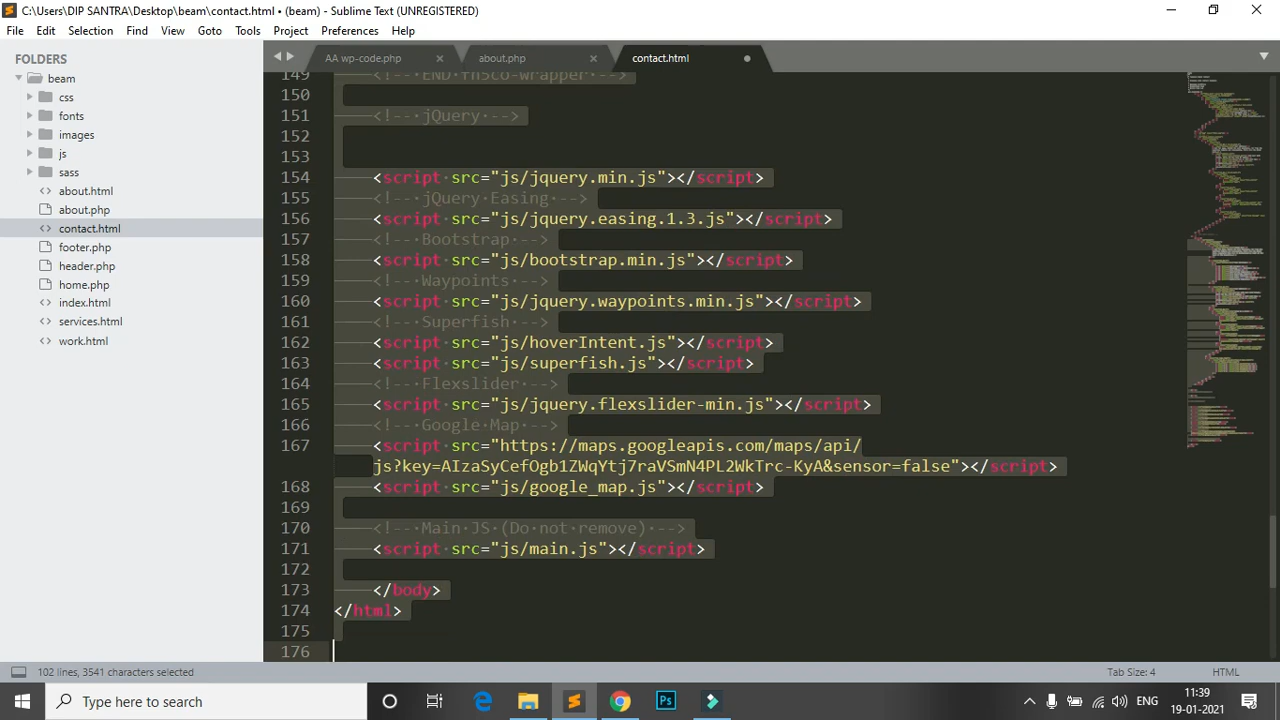 C:\Users\DIP SANTRA\Desktop\beam\contact.html • (beam) - Sublime Text (UNREGISTERED)
File Edit Selection Find View Goto Tools Project Preferences Help
FOLDERS
beam
css
fonts
images
js
sass
about.html
about.php
contact.html
footer.php
header.php
home.php
index.html
services.html
work.html
AA wp-code.php × about.php × contact.html
149 <!-- END fh5co-wrapper -->
150
151 <!-- jQuery -->
152
153
154 <script src="js/jquery.min.js"></script>
155 <!-- jQuery Easing -->
156 <script src="js/jquery.easing.1.3.js"></script>
157 <!-- Bootstrap -->
158 <script src="js/bootstrap.min.js"></script>
159 <!-- Waypoints -->
160 <script src="js/jquery.waypoints.min.js"></script>
161 <!-- Superfish -->
162 <script src="js/hoverIntent.js"></script>
163 <script src="js/superfish.js"></script>
164 <!-- Flexslider -->
165 <script src="js/jquery.flexslider-min.js"></script>
166 <!-- Google Map -->
167 <script src="https://maps.googleapis.com/maps/api/
js?key=AIzaSyCefOgb1ZWqYtj7raVSmN4PL2WkTrc-KyA&sensor=false"></script>
168 <script src="js/google_map.js"></script>
169
170 <!-- Main JS (Do not remove) -->
171 <script src="js/main.js"></script>
172
173 </body>
174 </html>
175
176
102 lines, 3541 characters selected Tab Size: 4 HTML
Type here to search
Ps
ENG
11:39
19-01-2021